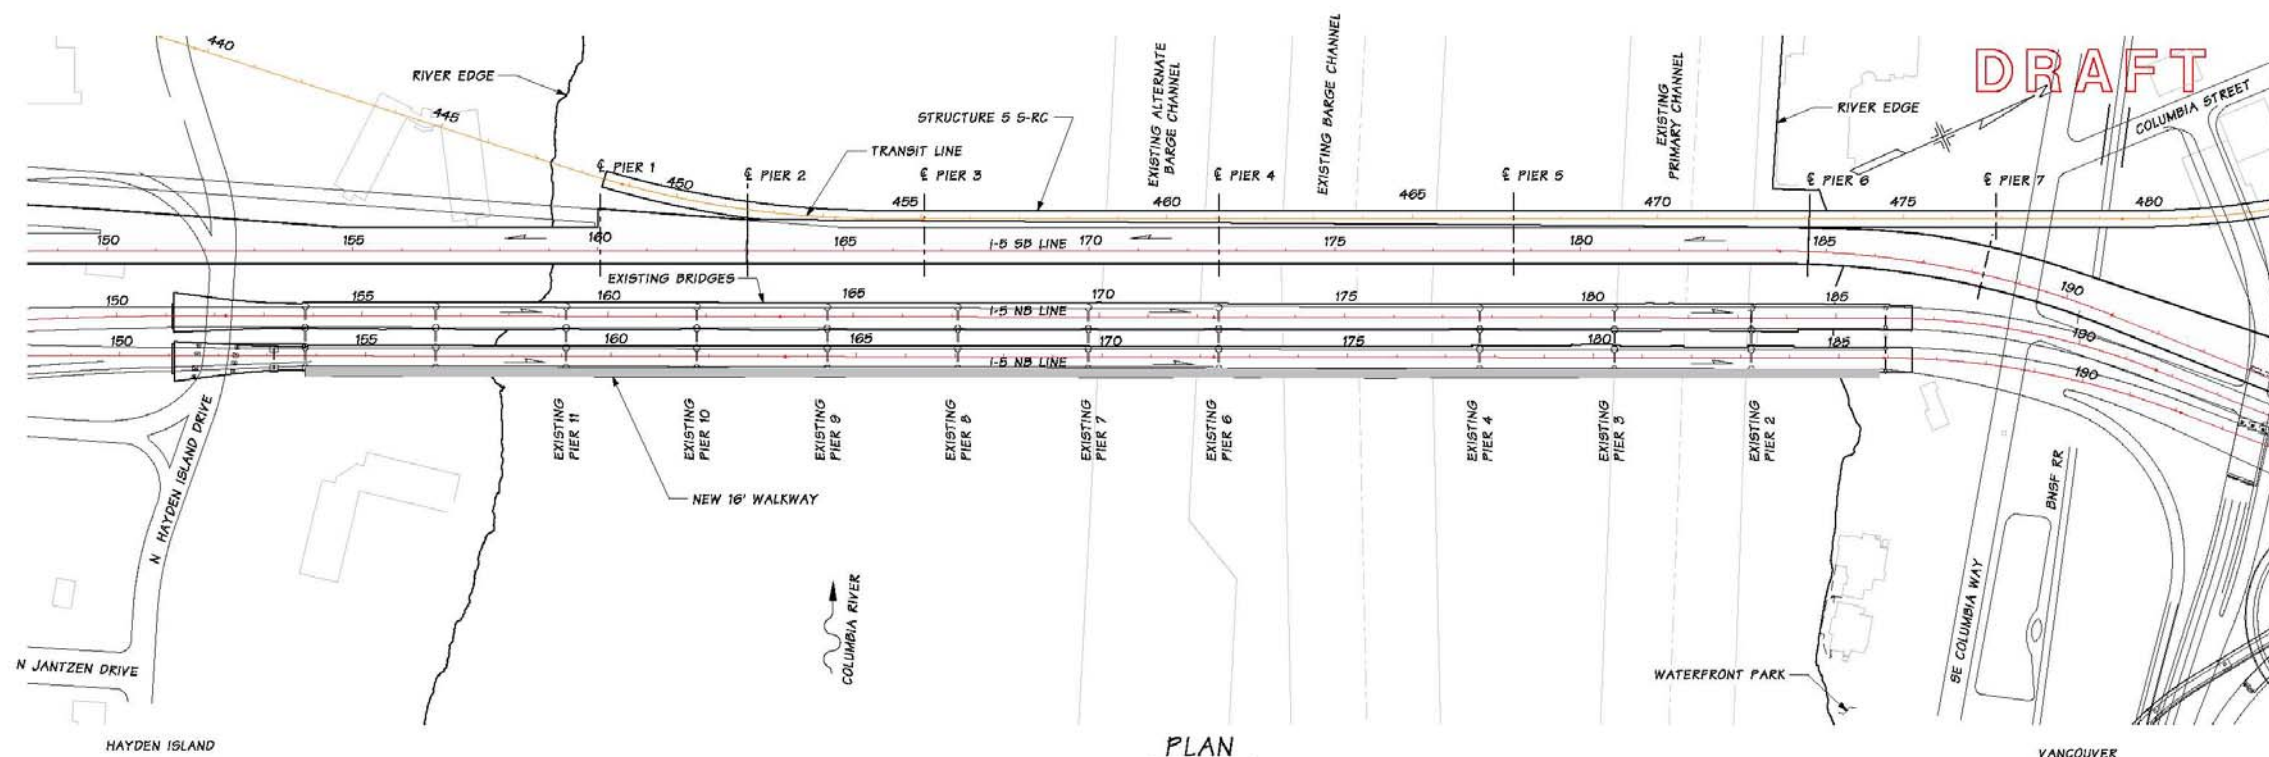 DRAFT
440
445
RIVER EDGE
STRUCTURE 5 S-RC
TRANSIT LINE
EXISTING ALTERNATE
BARGE CHANNEL
EXISTING BARGE CHANNEL
EXISTING
PRIMARY CHANNEL
RIVER EDGE
COLUMBIA STREET
N
℄ PIER 1
℄ PIER 2
℄ PIER 3
℄ PIER 4
℄ PIER 5
℄ PIER 6
℄ PIER 7
450
455
460
465
470
475
480
150
155
160
165
I-5 SB LINE
170
175
180
185
190
EXISTING BRIDGES
150
155
160
165
170
175
180
185
190
I-5 NB LINE
150
155
160
165
170
175
180
185
190
I-5 NB LINE
EXISTING
PIER 11
EXISTING
PIER 10
EXISTING
PIER 9
EXISTING
PIER 8
EXISTING
PIER 7
EXISTING
PIER 6
EXISTING
PIER 4
EXISTING
PIER 3
EXISTING
PIER 2
N HAYDEN ISLAND DRIVE
NEW 16' WALKWAY
BNSF RR
SE COLUMBIA WAY
COLUMBIA RIVER
N JANTZEN DRIVE
WATERFRONT PARK
HAYDEN ISLAND
PLAN
VANCOUVER